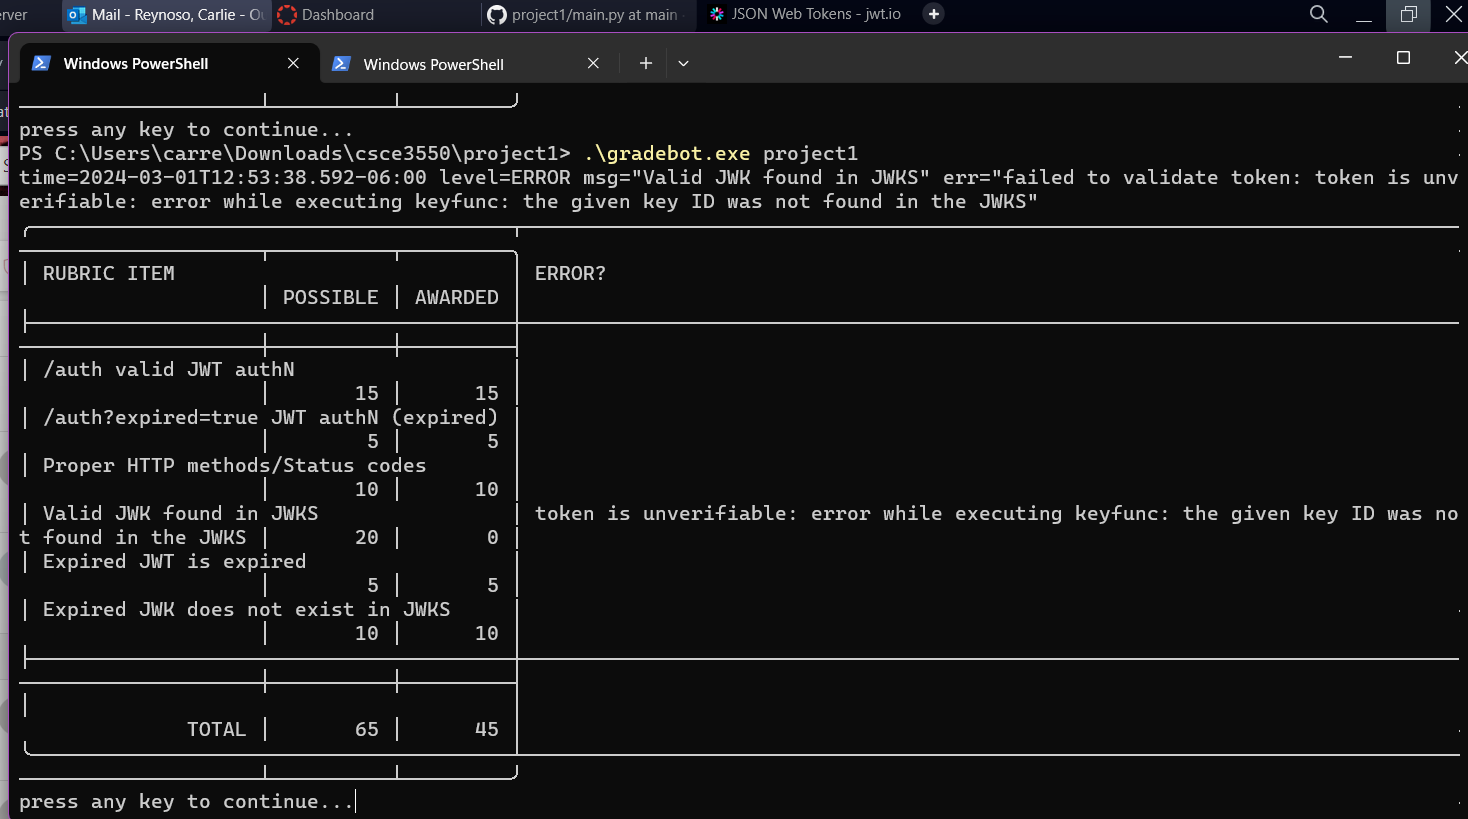 erver
Mail - Reynoso, Carlie - Ou
Dashboard
project1/main.py at main
JSON Web Tokens - jwt.io
Windows PowerShell
Windows PowerShell
press any key to continue...
PS C:\Users\carre\Downloads\csce3550\project1> .\gradebot.exe project1
time=2024-03-01T12:53:38.592-06:00 level=ERROR msg="Valid JWK found in JWKS" err="failed to validate token: token is unv
erifiable: error while executing keyfunc: the given key ID was not found in the JWKS"
RUBRIC ITEM ERROR?
POSSIBLE AWARDED
/auth valid JWT authN
15 15
/auth?expired=true JWT authN (expired)
5 5
Proper HTTP methods/Status codes
10 10
Valid JWK found in JWKS token is unverifiable: error while executing keyfunc: the given key ID was no
t found in the JWKS 20 0
Expired JWT is expired
5 5
Expired JWK does not exist in JWKS
10 10
TOTAL 65 45
press any key to continue...